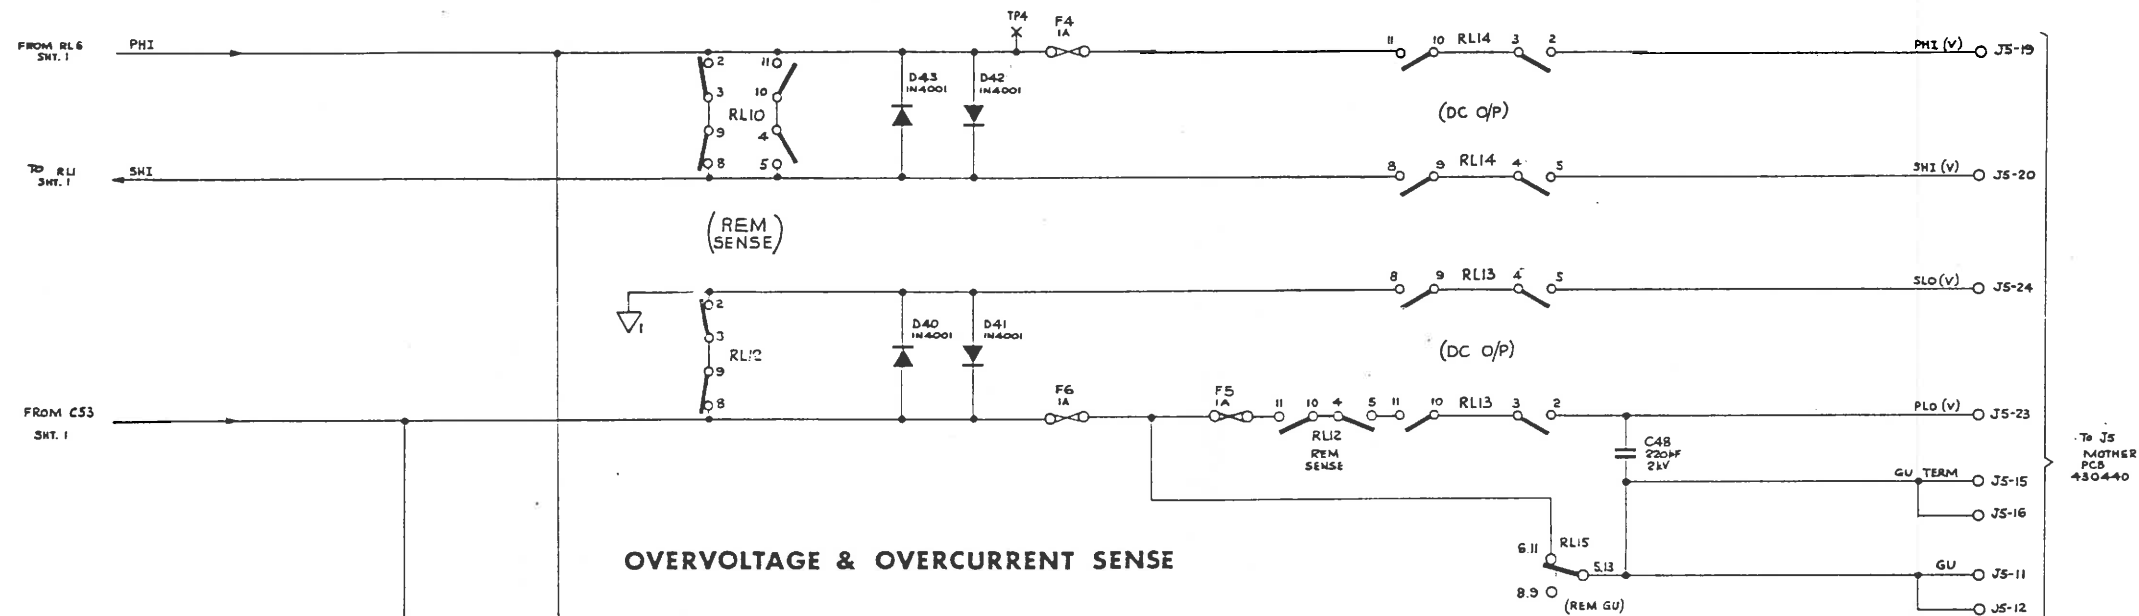 FROM RL6
SHT. 1
PHI
TP4
F4
1A
11
10
RL14
3
2
PHI (V)
J5-19
2
11
3
10
RL10
9
4
8
5
D43
1N4001
D42
1N4001
(DC O/P)
TO RL1
SHT. 1
SHI
8
9
RL14
4
5
SHI (V)
J5-20
(REM
SENSE)
8
9
RL13
4
5
SLO (V)
J5-24
1
2
3
RL12
9
8
D40
1N4001
D41
1N4001
(DC O/P)
FROM C53
SHT. 1
F6
1A
F5
1A
11
10
4
5
11
10
RL13
3
2
PLO (V)
J5-23
RL12
REM
SENSE
C48
2kV
GU TERM
J5-15
J5-16
TO J5
MOTHER
PCB
430440
OVERVOLTAGE & OVERCURRENT SENSE
6.11
RL15
5.13
8.9
(REM GU)
GU
J5-11
J5-12